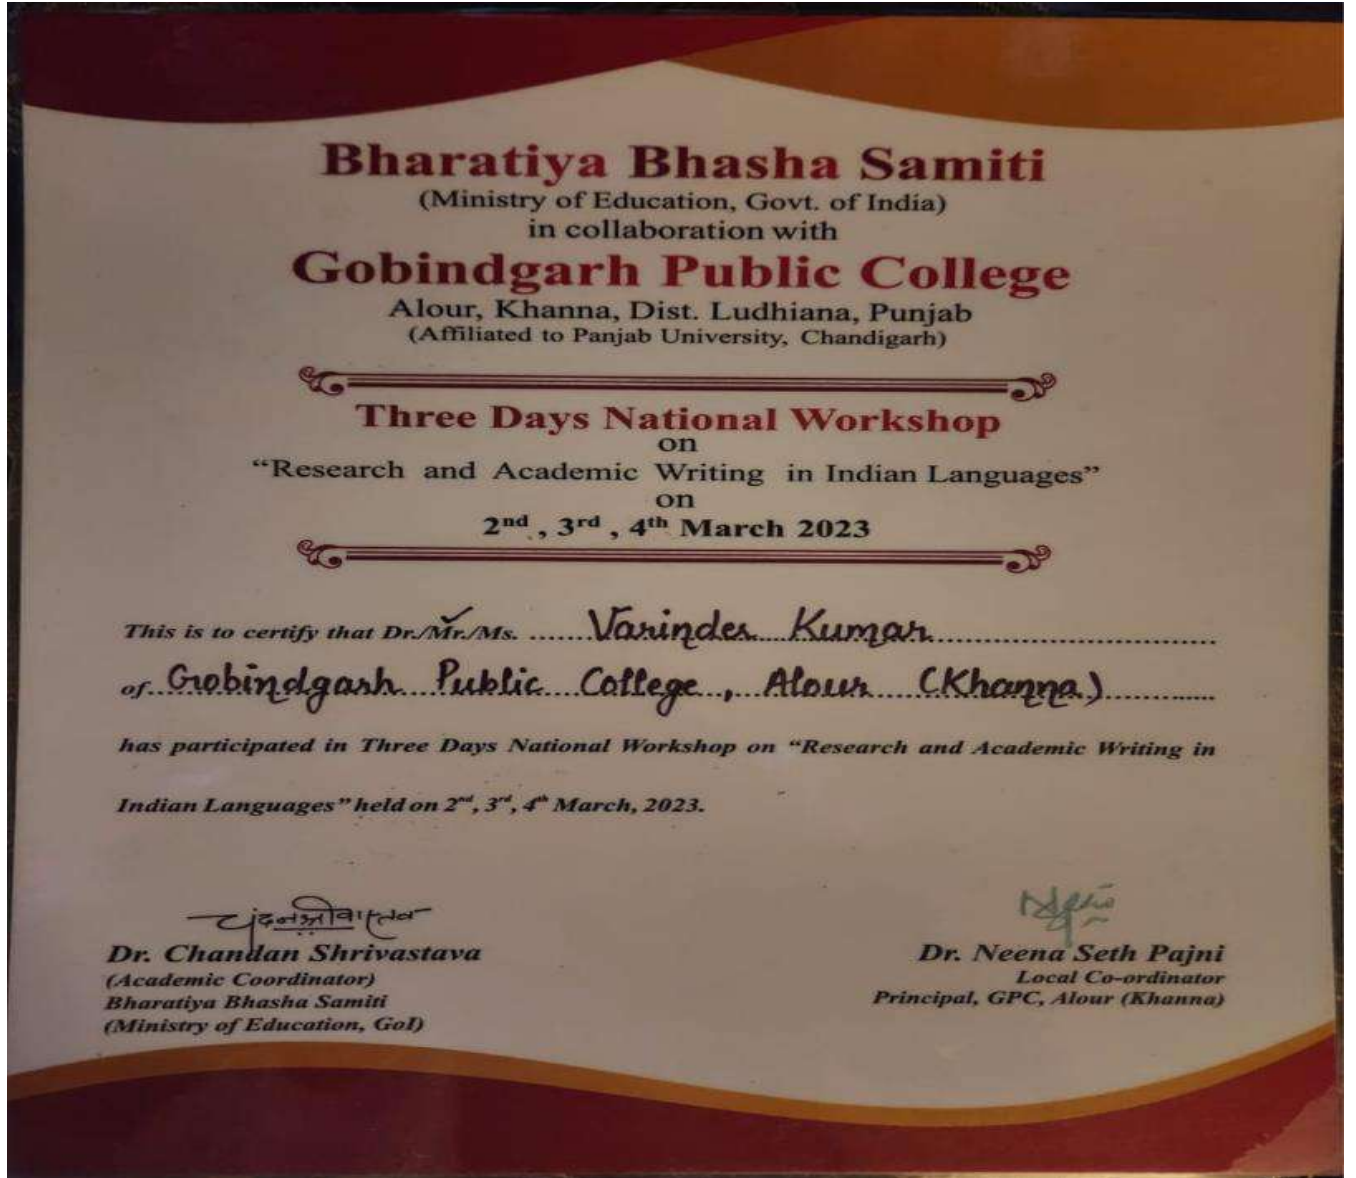 Bharatiya Bhasha Samiti
(Ministry of Education, Govt. of India)
in collaboration with
Gobindgarh Public College
Alour, Khanna, Dist. Ludhiana, Punjab
(Affiliated to Panjab University, Chandigarh)
Three Days National Workshop
on
“Research and Academic Writing in Indian Languages”
on
2nd , 3rd , 4th March 2023
This is to certify that Dr./Mr./Ms. ...... Varinder Kumar ......
of Gobindgarh Public College, Alour (Khanna) ......
has participated in Three Days National Workshop on “Research and Academic Writing in
Indian Languages” held on 2nd, 3rd, 4th March, 2023.
चंदन श्रीवास्तव
Dr. Chandan Shrivastava
(Academic Coordinator)
Bharatiya Bhasha Samiti
(Ministry of Education, GoI)
Dr. Neena Seth Pajni
Local Co-ordinator
Principal, GPC, Alour (Khanna)